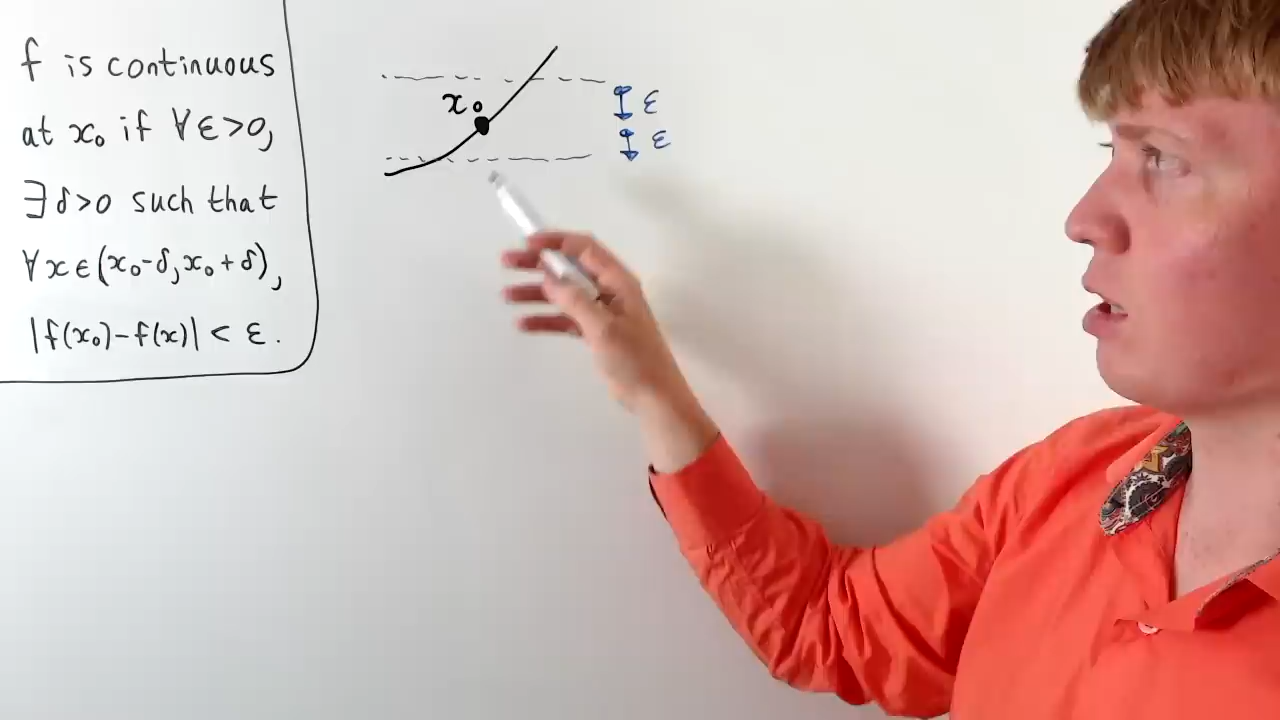 f is continuous
at x₀ if ∀ε>0,
∃δ>0 such that
∀x∈(x₀-δ,x₀+δ),
|f(x₀)-f(x)| < ε.
x₀
ε
ε